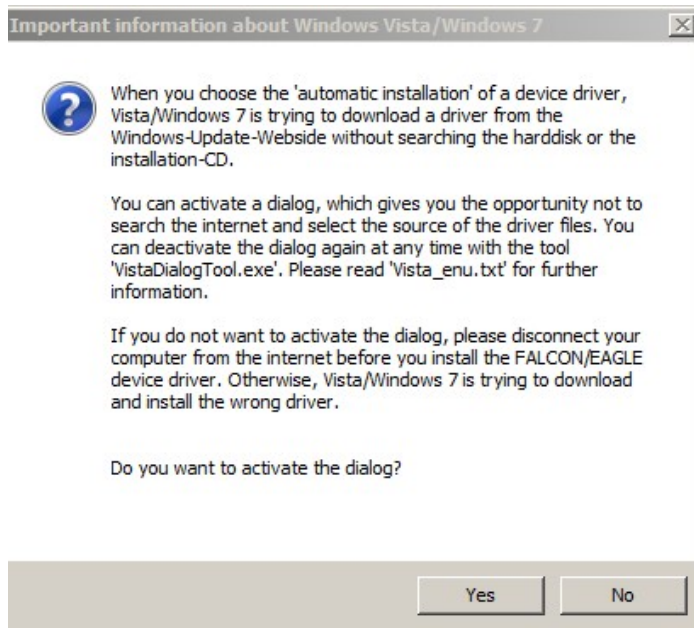 Important information about Windows Vista/Windows 7
When you choose the 'automatic installation' of a device driver,
Vista/Windows 7 is trying to download a driver from the
Windows-Update-Webside without searching the harddisk or the
installation-CD.
You can activate a dialog, which gives you the opportunity not to
search the internet and select the source of the driver files. You
can deactivate the dialog again at any time with the tool
'VistaDialogTool.exe'. Please read 'Vista_enu.txt' for further
information.
If you do not want to activate the dialog, please disconnect your
computer from the internet before you install the FALCON/EAGLE
device driver. Otherwise, Vista/Windows 7 is trying to download
and install the wrong driver.
Do you want to activate the dialog?
Yes No